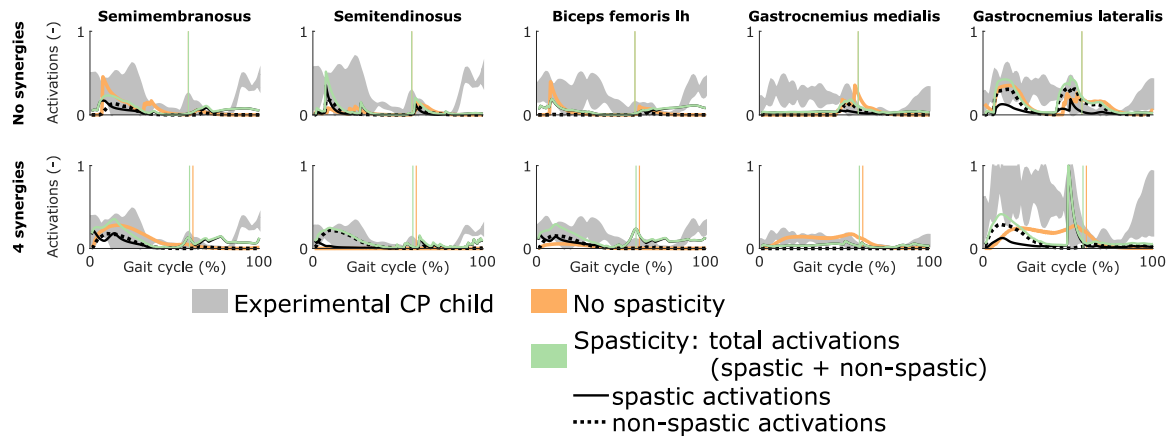 Semimembranosus
Semitendinosus
Biceps femoris lh
Gastrocnemius medialis
Gastrocnemius lateralis
No synergies
Activations (-)
1
0
1
0
1
0
1
0
1
0
4 synergies
Activations (-)
1
0
1
0
1
0
1
0
1
0
0 Gait cycle (%) 100
0 Gait cycle (%) 100
0 Gait cycle (%) 100
0 Gait cycle (%) 100
0 Gait cycle (%) 100
Experimental CP child
No spasticity
Spasticity: total activations
(spastic + non-spastic)
spastic activations
non-spastic activations